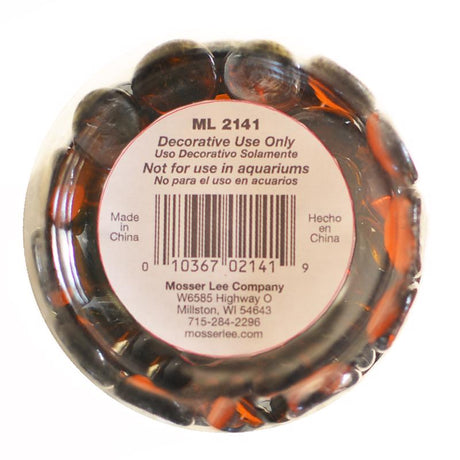 ML 2141
Decorative Use Only
Uso Decorativo Solamente
Not for use in aquariums
No para el uso en acuarios
Made
in
China
Hecho
en
China
0 10367 02141 9
Mosser Lee Company
W6585 Highway O
Millston, WI 54643
715-284-2296
mosserlee.com